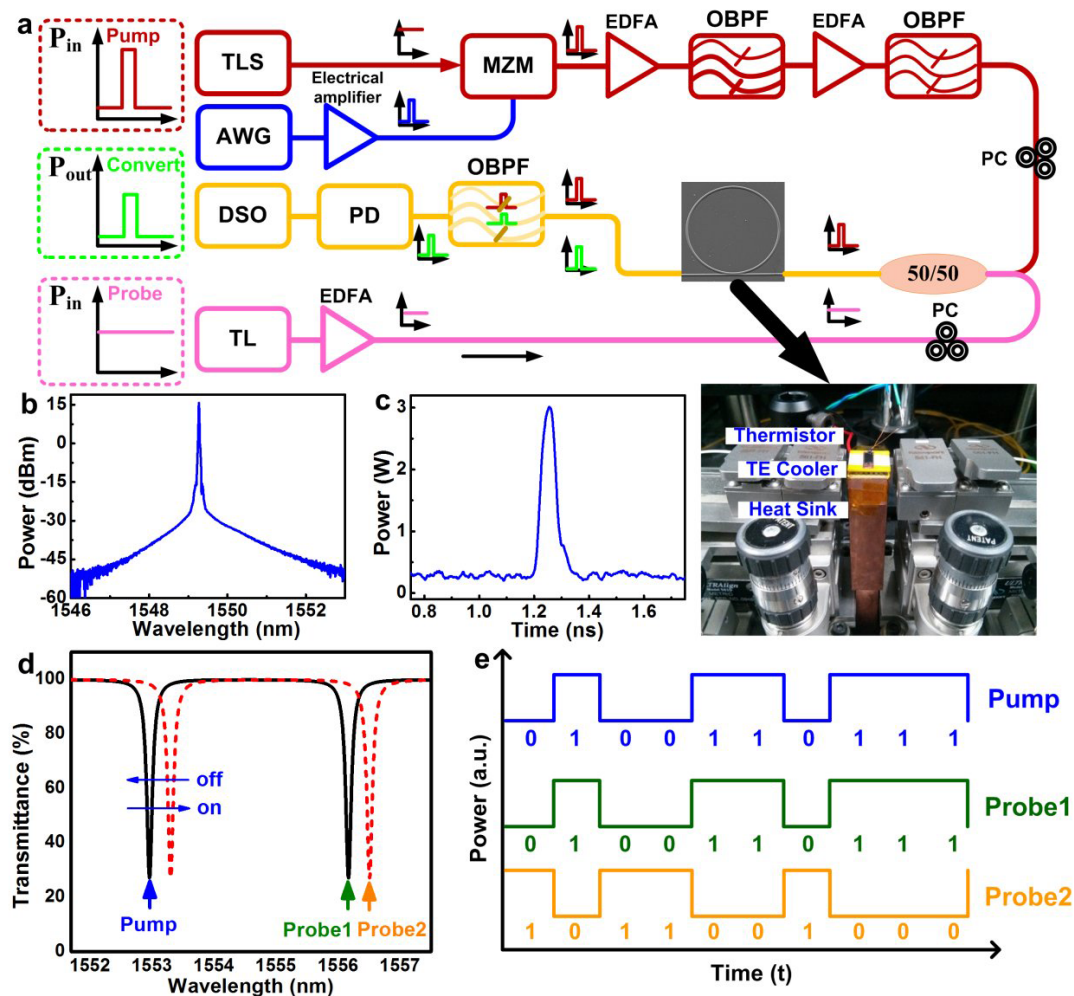 a
P_in
Pump
TLS
MZM
EDFA
OBPF
EDFA
OBPF
Electrical
amplifier
AWG
PC
P_out
Convert
DSO
PD
OBPF
50/50
P_in
Probe
TL
EDFA
PC
b
Power (dBm)
15
0
-15
-30
-45
-60
1546
1548
1550
1552
Wavelength (nm)
c
Power (W)
3
2
1
0
0.8
1.0
1.2
1.4
1.6
Time (ns)
Thermistor
TE Cooler
Heat Sink
PATENT
PATENT
d
Transmittance (%)
100
80
60
40
20
0
off
on
Pump
Probe1
Probe2
1552
1553
1554
1555
1556
1557
Wavelength (nm)
e
Power (a.u.)
Pump
0 1 0 0 1 1 0 1 1 1
Probe1
0 1 0 0 1 1 0 1 1 1
Probe2
1 0 1 1 0 0 1 0 0 0
Time (t)